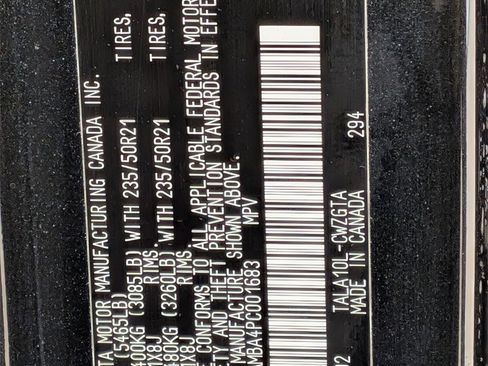 TA MOTOR MANUFACTURING CANADA INC.
(5465LB)
400KG (3085LB) WITH 235/50R21 TIRES,
1X8J RIMS.
480KG (3260LB) WITH 235/50R21 TIRES,
1X8J RIMS.
E CONFORMS TO ALL APPLICABLE FEDERAL MOTOR
ETY AND THEFT PREVENTION STANDARDS IN EFFE
MANUFACTURE SHOWN ABOVE.
MBA4PC001683 MPV
02 TALA10L-CWZGTA
MADE IN CANADA 294